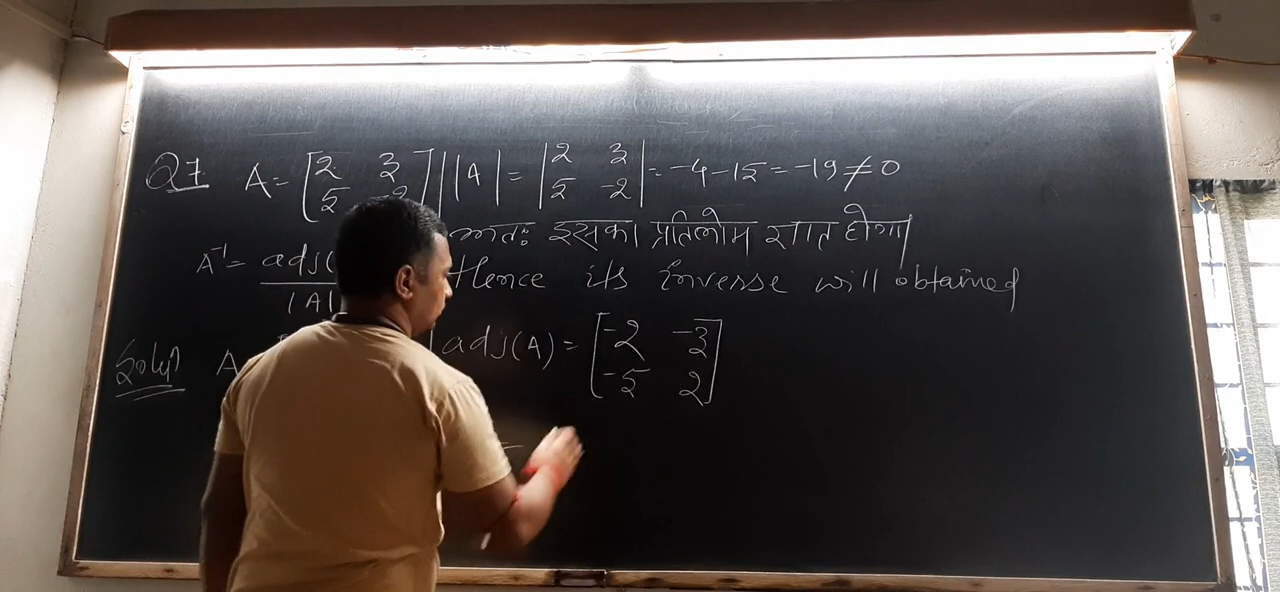 Q7 A = [2 3 5 -2] | |A| = |2 3 5 -2| = -4 - 15 = -19 ≠ 0
अतः इसका प्रतिलोम ज्ञात होगा|
A⁻¹ = adj( / |A| Hence its inverse will obtained
Solⁿ A adj(A) = [-2 -3 -5 2]